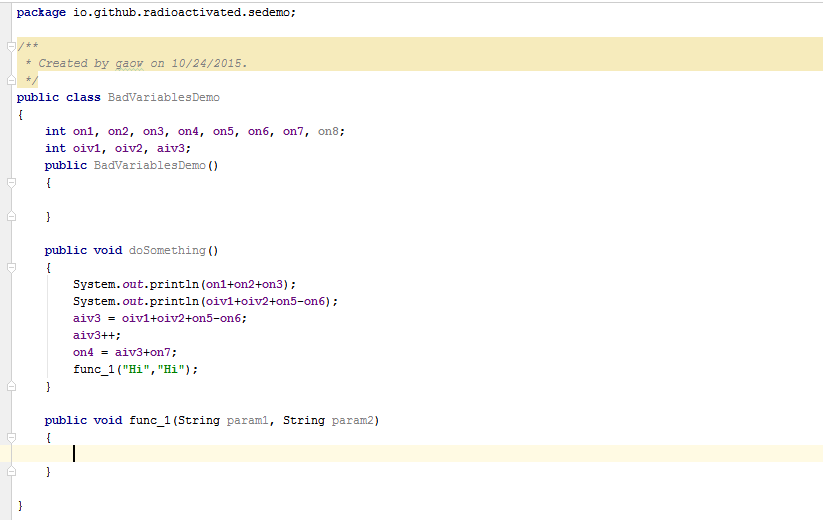 package io.github.radioactivated.sedemo;
/**
 * Created by gaow on 10/24/2015.
 */
public class BadVariablesDemo
{
    int on1, on2, on3, on4, on5, on6, on7, on8;
    int oiv1, oiv2, aiv3;
    public BadVariablesDemo()
    {
    }
    public void doSomething()
    {
        System.out.println(on1+on2+on3);
        System.out.println(oiv1+oiv2+on5-on6);
        aiv3 = oiv1+oiv2+on5-on6;
        aiv3++;
        on4 = aiv3+on7;
        func_1("Hi","Hi");
    }
    public void func_1(String param1, String param2)
    {
    }
}